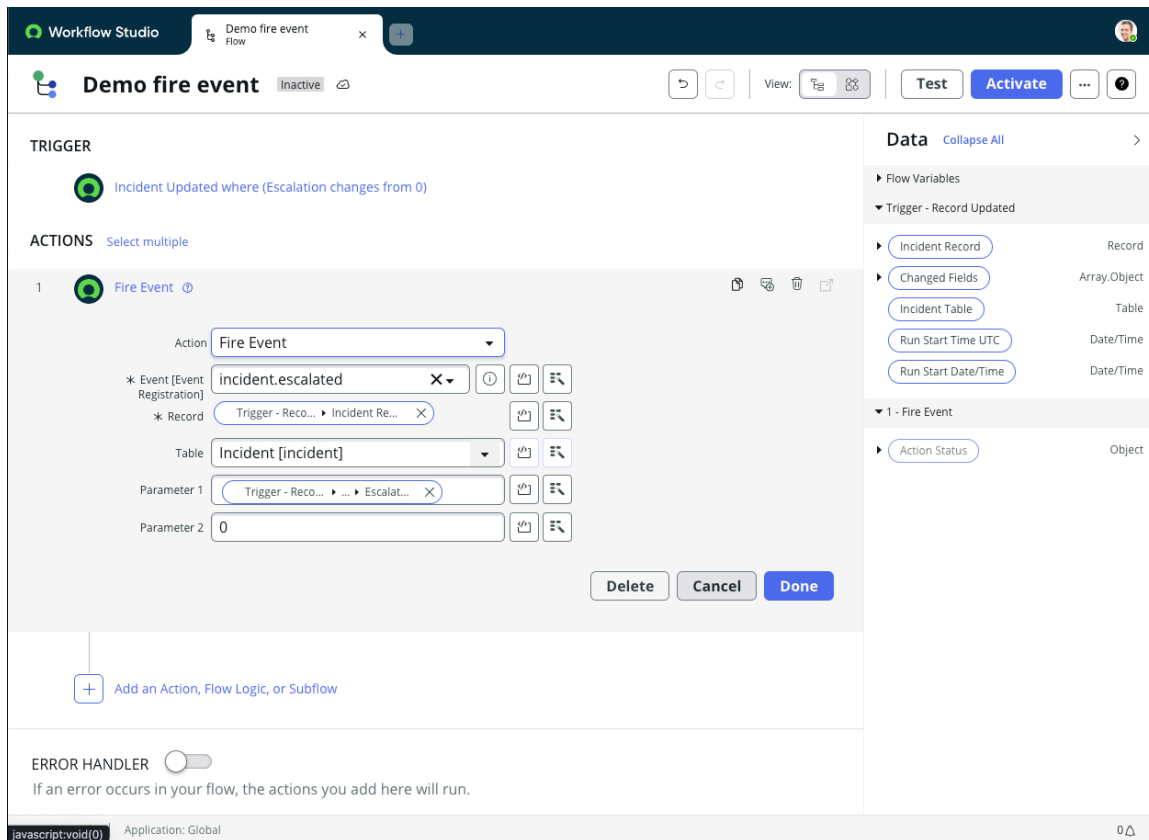 Workflow Studio
Demo fire event
Flow
Demo fire event Inactive
View:
Test Activate
TRIGGER
Incident Updated where (Escalation changes from 0)
ACTIONS Select multiple
1 Fire Event
Action Fire Event
* Event [Event Registration] incident.escalated
* Record Trigger - Reco... ▸ Incident Re...
Table Incident [incident]
Parameter 1 Trigger - Reco... ▸ ... ▸ Escalat...
Parameter 2 0
Delete Cancel Done
Add an Action, Flow Logic, or Subflow
ERROR HANDLER
If an error occurs in your flow, the actions you add here will run.
javascript:void(0) Application: Global
Data Collapse All
Flow Variables
Trigger - Record Updated
Incident Record Record
Changed Fields Array.Object
Incident Table Table
Run Start Time UTC Date/Time
Run Start Date/Time Date/Time
1 - Fire Event
Action Status Object
0